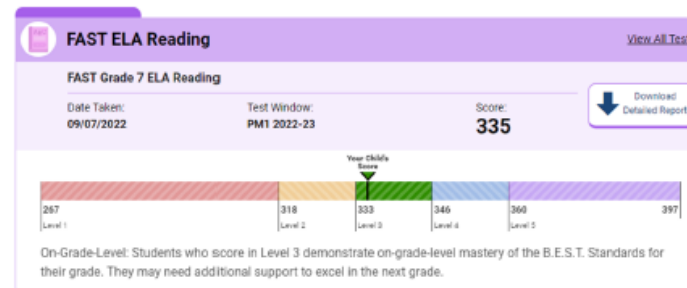 FAST ELA Reading
View All Test
FAST Grade 7 ELA Reading
Date Taken: Test Window: Score:
09/07/2022 PM1 2022-23 335
Download
Detailed Report
Your Child's
Score
267 318 333 346 360 397
Level 1 Level 2 Level 3 Level 4 Level 5
On-Grade-Level: Students who score in Level 3 demonstrate on-grade-level mastery of the B.E.S.T. Standards for
their grade. They may need additional support to excel in the next grade.